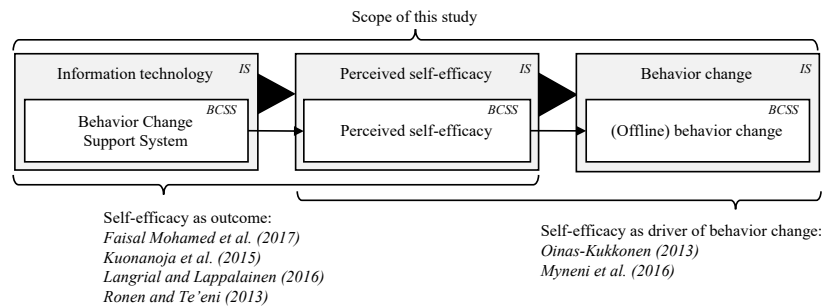 Scope of this study
Information technology IS
Perceived self-efficacy IS
Behavior change IS
BCSS
Behavior Change
Support System
BCSS
Perceived self-efficacy
BCSS
(Offline) behavior change
Self-efficacy as outcome:
Faisal Mohamed et al. (2017)
Kuonanoja et al. (2015)
Langrial and Lappalainen (2016)
Ronen and Te’eni (2013)
Self-efficacy as driver of behavior change:
Oinas-Kukkonen (2013)
Myneni et al. (2016)